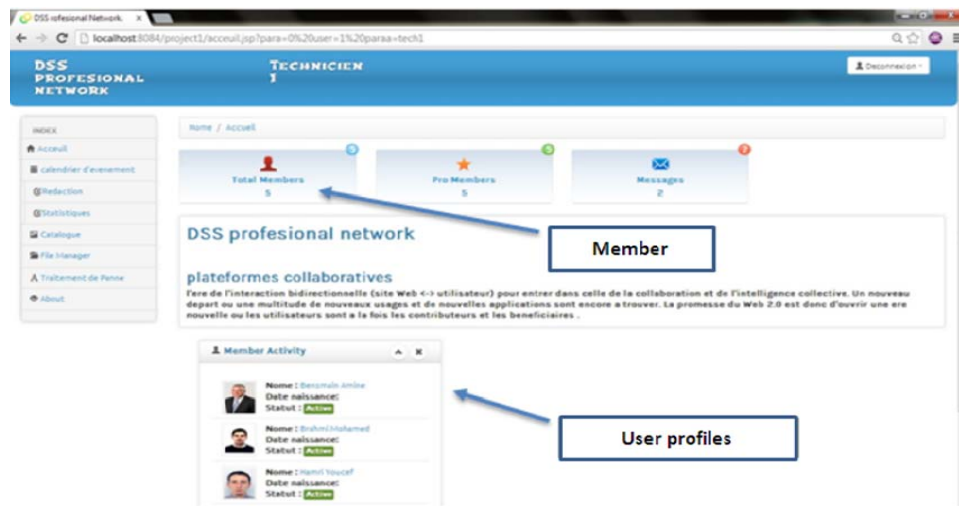 DSS rofesional Network.
localhost:8084/project1/acceuil.jsp?para=0%20user=1%20paraa=tech1
DSS
PROFESIONAL
NETWORK
TECHNICIEN
1
Deconnexion
INDEX
Acceuil
calendrier d'evenement
Redaction
Statistiques
Catalogue
File Manager
Traitement de Panne
About
Home / Accueil
5
Total Members
5
5
Pro Members
5
Messages
2
Member
DSS profesional network
plateformes collaboratives
l'ere de l'interaction bidirectionnelle (site Web <-> utilisateur) pour entrer dans celle de la collaboration et de l'intelligence collective. Un nouveau
depart ou une multitude de nouveaux usages et de nouvelles applications sont encore a trouver. La promesse du Web 2.0 est donc d'ouvrir une ere
nouvelle ou les utilisateurs sont a la fois les contributeurs et les beneficiaires .
Member Activity
Nome : Amine
Date naissance:
Statut : Active
Nome : Brahmi Mohamed
Date naissance:
Statut : Active
Nome : Hamri Youcef
Date naissance:
Statut : Active
User profiles